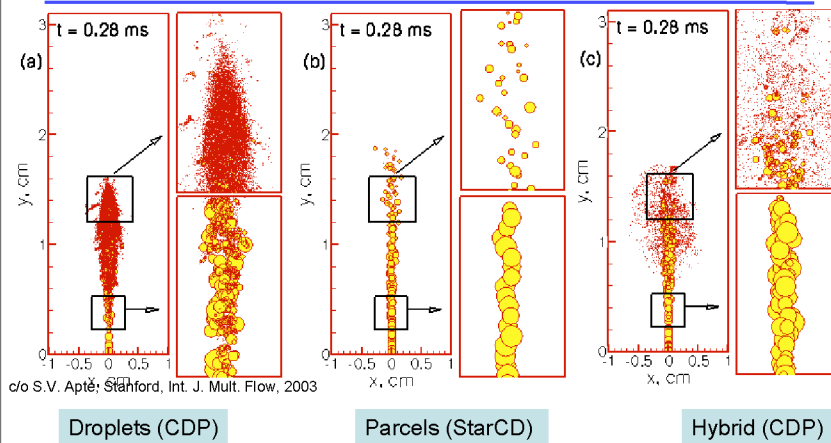 t = 0.28 ms
(a)
y, cm
3
2
1
0
-1 -0.5 0 0.5 1
x, cm
t = 0.28 ms
(b)
y, cm
3
2
1
0
-1 -0.5 0 0.5 1
x, cm
t = 0.28 ms
(c)
y, cm
3
2
1
0
-1 -0.5 0 0.5 1
x, cm
c/o S.V. Apte, Stanford, Int. J. Mult. Flow, 2003
Droplets (CDP)
Parcels (StarCD)
Hybrid (CDP)